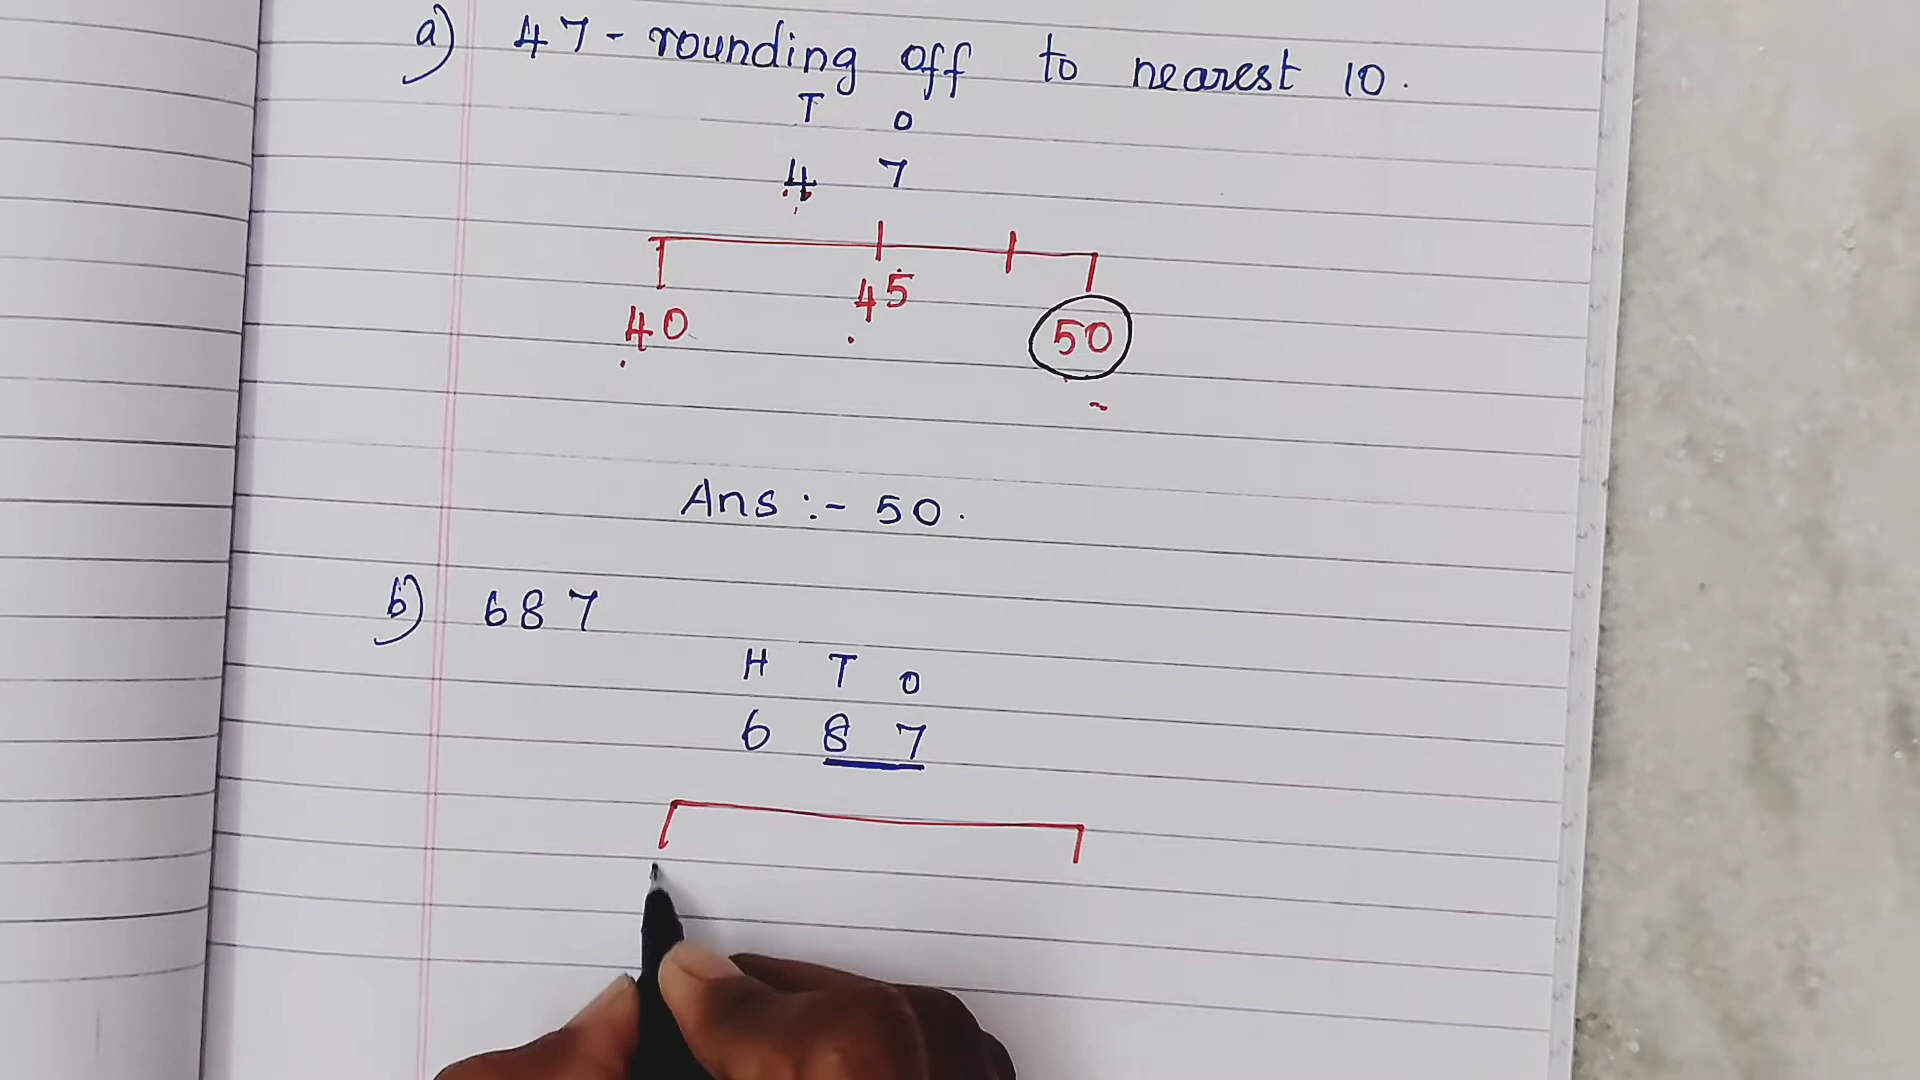 a) 47 - rounding off to nearest 10.
T O
4 7
45
40 50
Ans :- 50.
b) 687
H T O
6 8 7